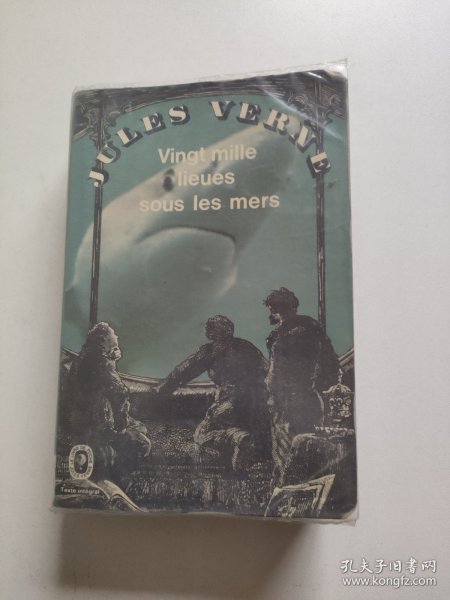 JULES VERNE
Vingt mille
lieues
sous les mers
Texte intégral
孔夫子旧书网
www.kongfz.com